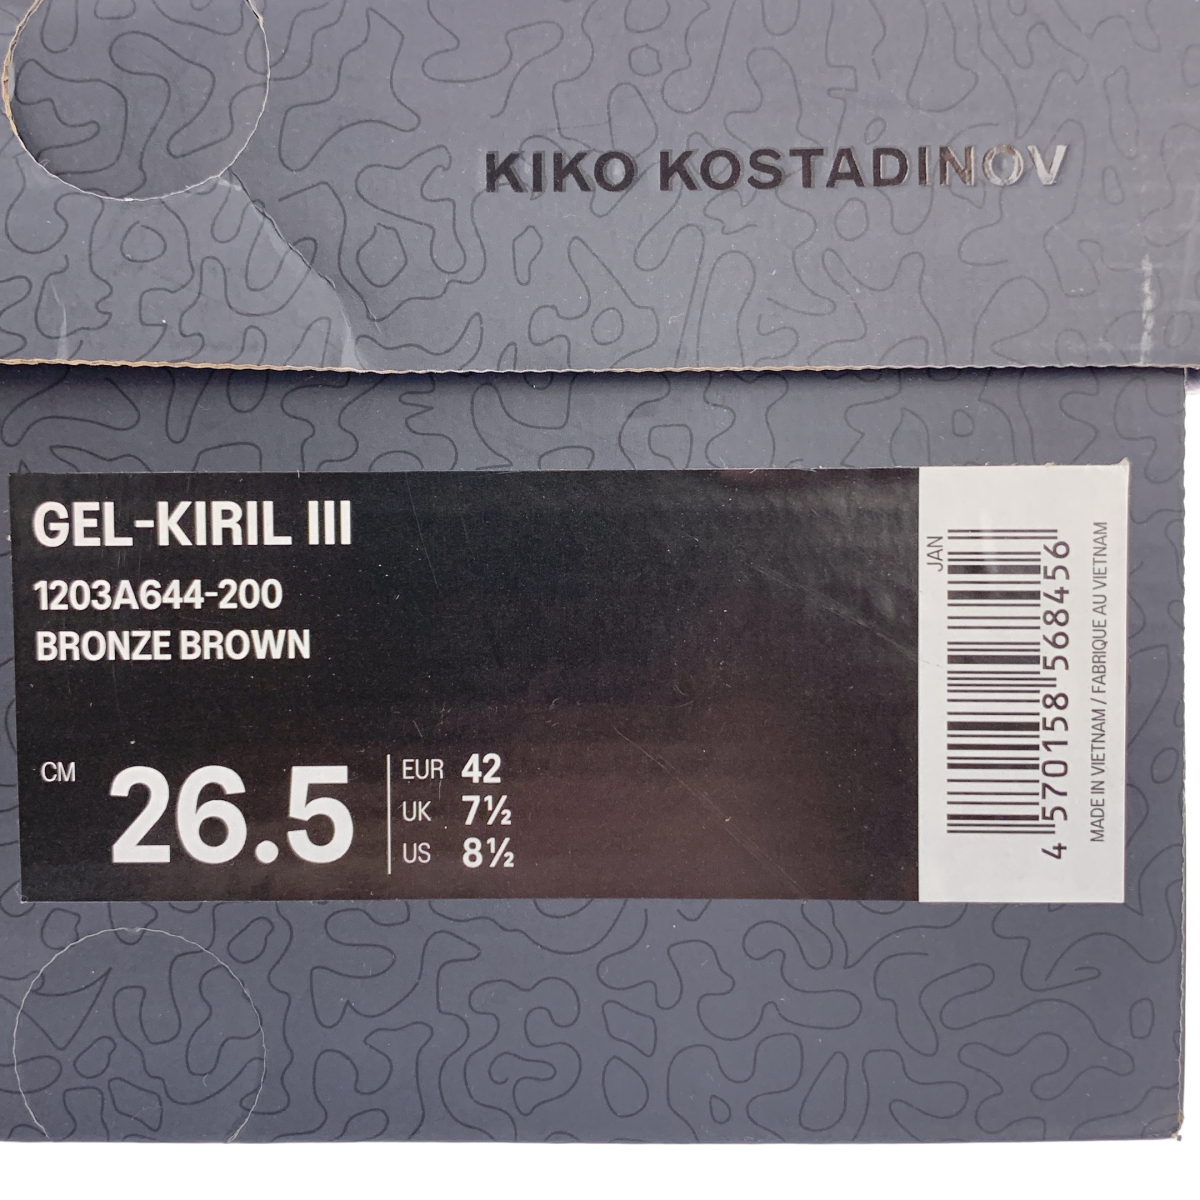 KIKO KOSTADINOV
GEL-KIRIL III
1203A644-200
BRONZE BROWN
CM 26.5
EUR 42
UK 7½
US 8½
JAN
4 570158 568456
MADE IN VIETNAM / FABRIQUE AU VIETNAM